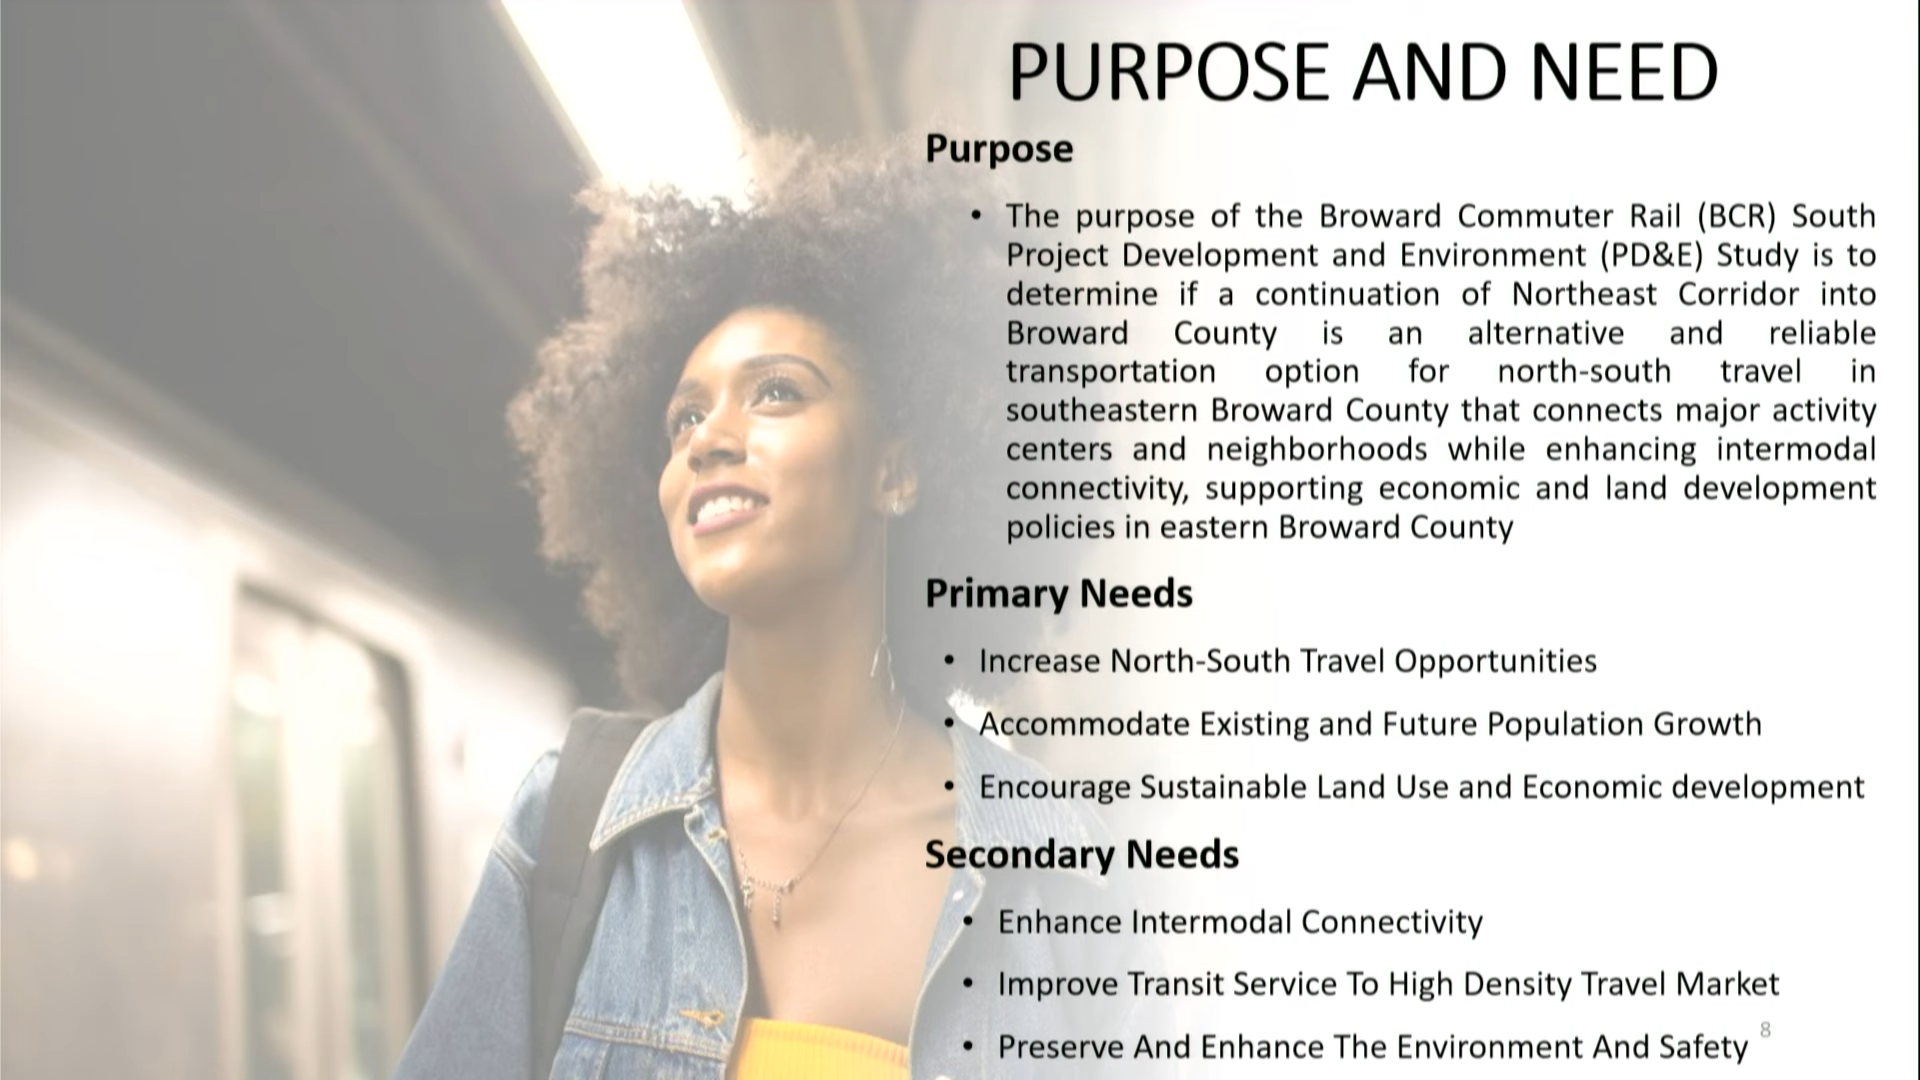 PURPOSE AND NEED
Purpose
• The purpose of the Broward Commuter Rail (BCR) South
Project Development and Environment (PD&E) Study is to
determine if a continuation of Northeast Corridor into
Broward County is an alternative and reliable
transportation option for north-south travel in
southeastern Broward County that connects major activity
centers and neighborhoods while enhancing intermodal
connectivity, supporting economic and land development
policies in eastern Broward County
Primary Needs
• Increase North-South Travel Opportunities
• Accommodate Existing and Future Population Growth
• Encourage Sustainable Land Use and Economic development
Secondary Needs
• Enhance Intermodal Connectivity
• Improve Transit Service To High Density Travel Market
• Preserve And Enhance The Environment And Safety
8